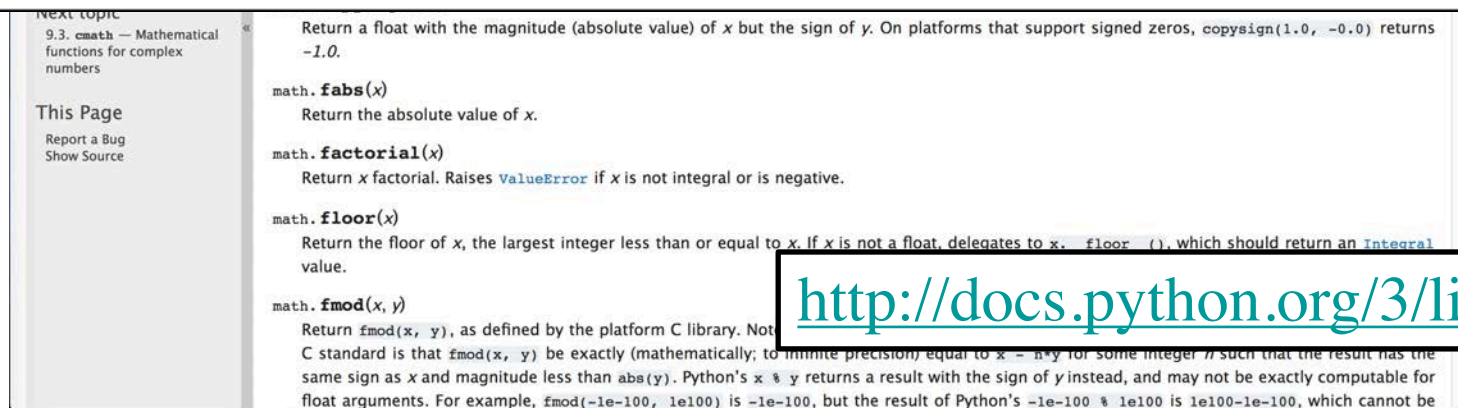 Next topic
9.3. cmath — Mathematical
functions for complex
numbers
This Page
Report a Bug
Show Source
«
Return a float with the magnitude (absolute value) of x but the sign of y. On platforms that support signed zeros, copysign(1.0, -0.0) returns
-1.0.
math.fabs(x)
Return the absolute value of x.
math.factorial(x)
Return x factorial. Raises ValueError if x is not integral or is negative.
math.floor(x)
Return the floor of x, the largest integer less than or equal to x. If x is not a float, delegates to x.__floor__(), which should return an Integral
value.
http://docs.python.org/3/li
math.fmod(x, y)
Return fmod(x, y), as defined by the platform C library.
C standard is that fmod(x, y) be exactly (mathematically; to infinite precision) equal to x - n*y for some integer n such that the result has the
same sign as x and magnitude less than abs(y). Python's x % y returns a result with the sign of y instead, and may not be exactly computable for
float arguments. For example, fmod(-1e-100, 1e100) is -1e-100, but the result of Python's -1e-100 % 1e100 is 1e100-1e-100, which cannot be